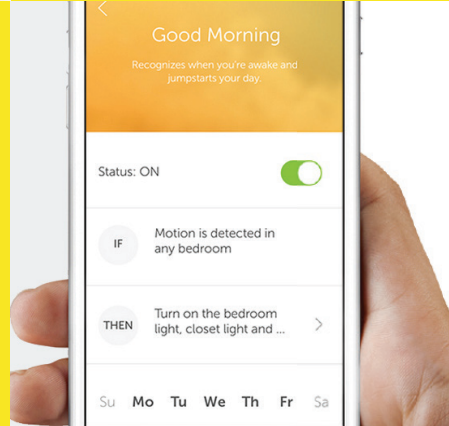 Good Morning
Recognizes when you're awake and
jumpstarts your day.
Status: ON
IF
Motion is detected in
any bedroom
THEN
Turn on the bedroom
light, closet light and ...
Su Mo Tu We Th Fr Sa